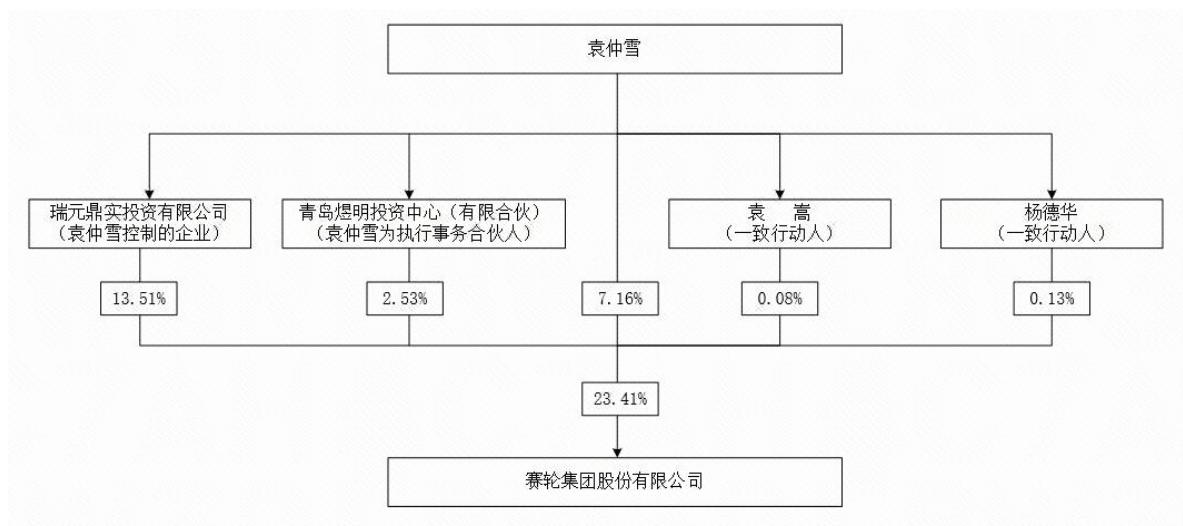 袁仲雪
瑞元鼎实投资有限公司
（袁仲雪控制的企业）
青岛煜明投资中心（有限合伙）
（袁仲雪为执行事务合伙人）
袁　嵩
（一致行动人）
杨德华
（一致行动人）
13.51%
2.53%
7.16%
0.08%
0.13%
23.41%
赛轮集团股份有限公司